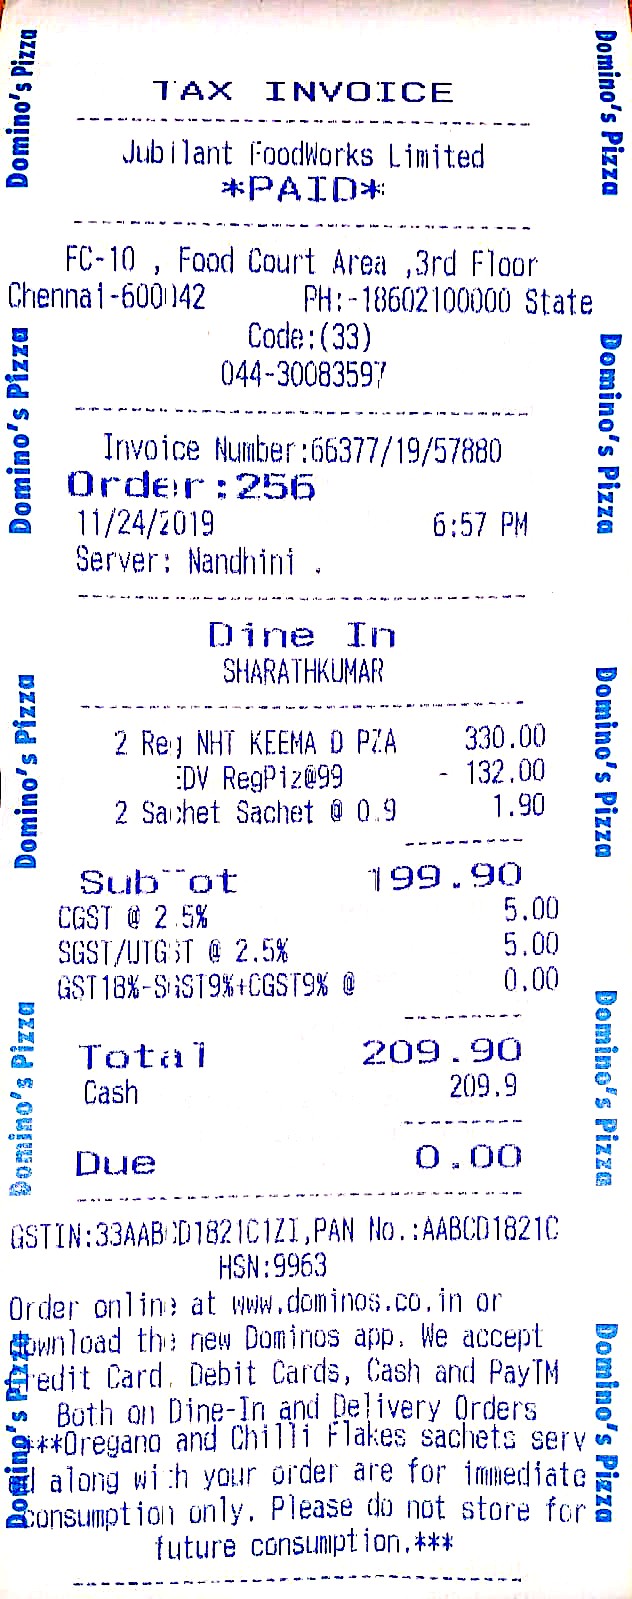 TAX INVOICE
Jubilant FoodWorks Limited
*PAID*
FC-10 , Food Court Area ,3rd Floor
Chennai-600042 PH:-18602100000 State
Code:(33)
044-30083597
Invoice Number:66377/19/57880
Order:256
11/24/2019 6:57 PM
Server: Nandhini .
Dine In
SHARATHKUMAR
2 Reg NHT KEEMA D PZA 330.00
EDV RegPiz@99 - 132.00
2 Sachet Sachet @ 0.9 1.90
SubTot 199.90
CGST @ 2.5% 5.00
SGST/UTGST @ 2.5% 5.00
GST18%-SGST9%+CGST9% @ 0.00
Total 209.90
Cash 209.9
Due 0.00
GSTIN:33AABCD1821C1ZI,PAN No.:AABCD1821C
HSN:9963
Order online at www.dominos.co.in or
download the new Dominos app. We accept
Credit Card, Debit Cards, Cash and PayTM
Both on Dine-In and Delivery Orders
***Oregano and Chilli Flakes sachets serv
ed along with your order are for immediate
consumption only. Please do not store for
future consumption.***
Domino's Pizza
Domino's Pizza
Domino's Pizza
Domino's Pizza
Domino's Pizza
Domino's Pizza
Domino's Pizza
Domino's Pizza
Domino's Pizza
Domino's Pizza